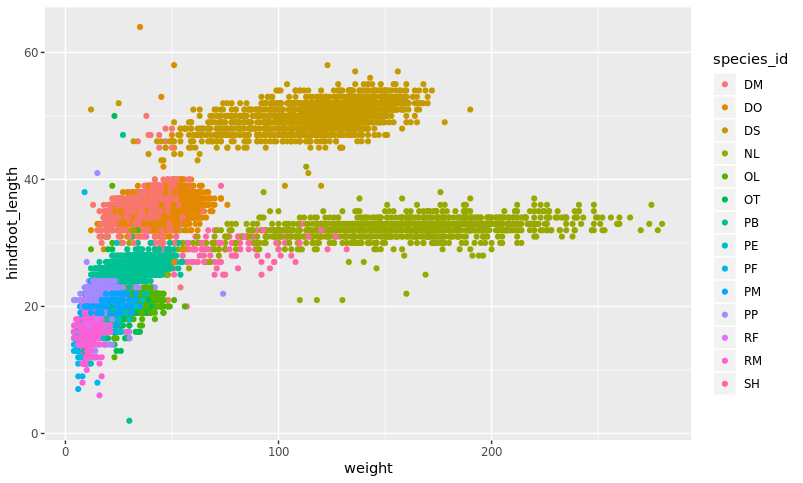 60
40
20
0
hindfoot_length
0 100 200
weight
species_id
DM
DO
DS
NL
OL
OT
PB
PE
PF
PM
PP
RF
RM
SH